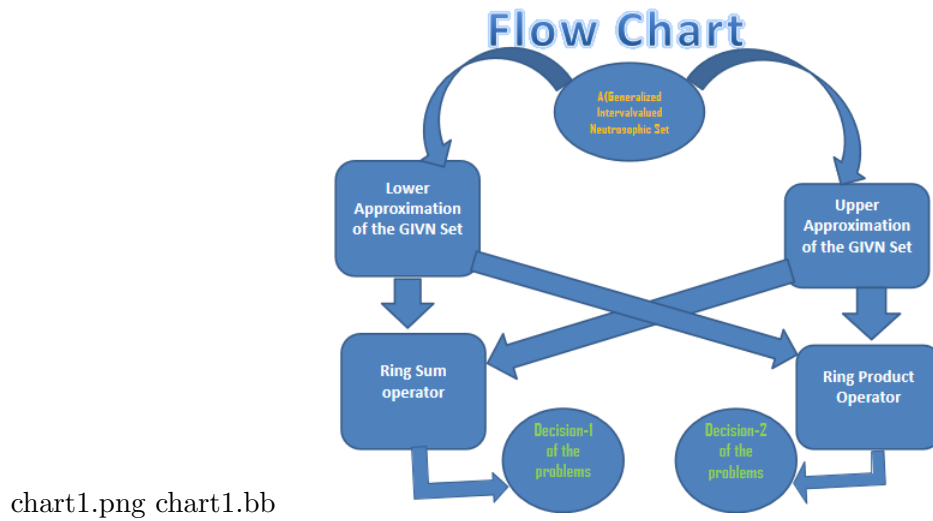 Flow Chart
A(Generalized
Intervalvalued
Neutrosophic Set
Lower
Approximation
of the GIVN Set
Upper
Approximation
of the GIVN Set
Ring Sum
operator
Ring Product
Operator
Decision-1
of the
problems
Decision-2
of the
problems
chart1.png chart1.bb